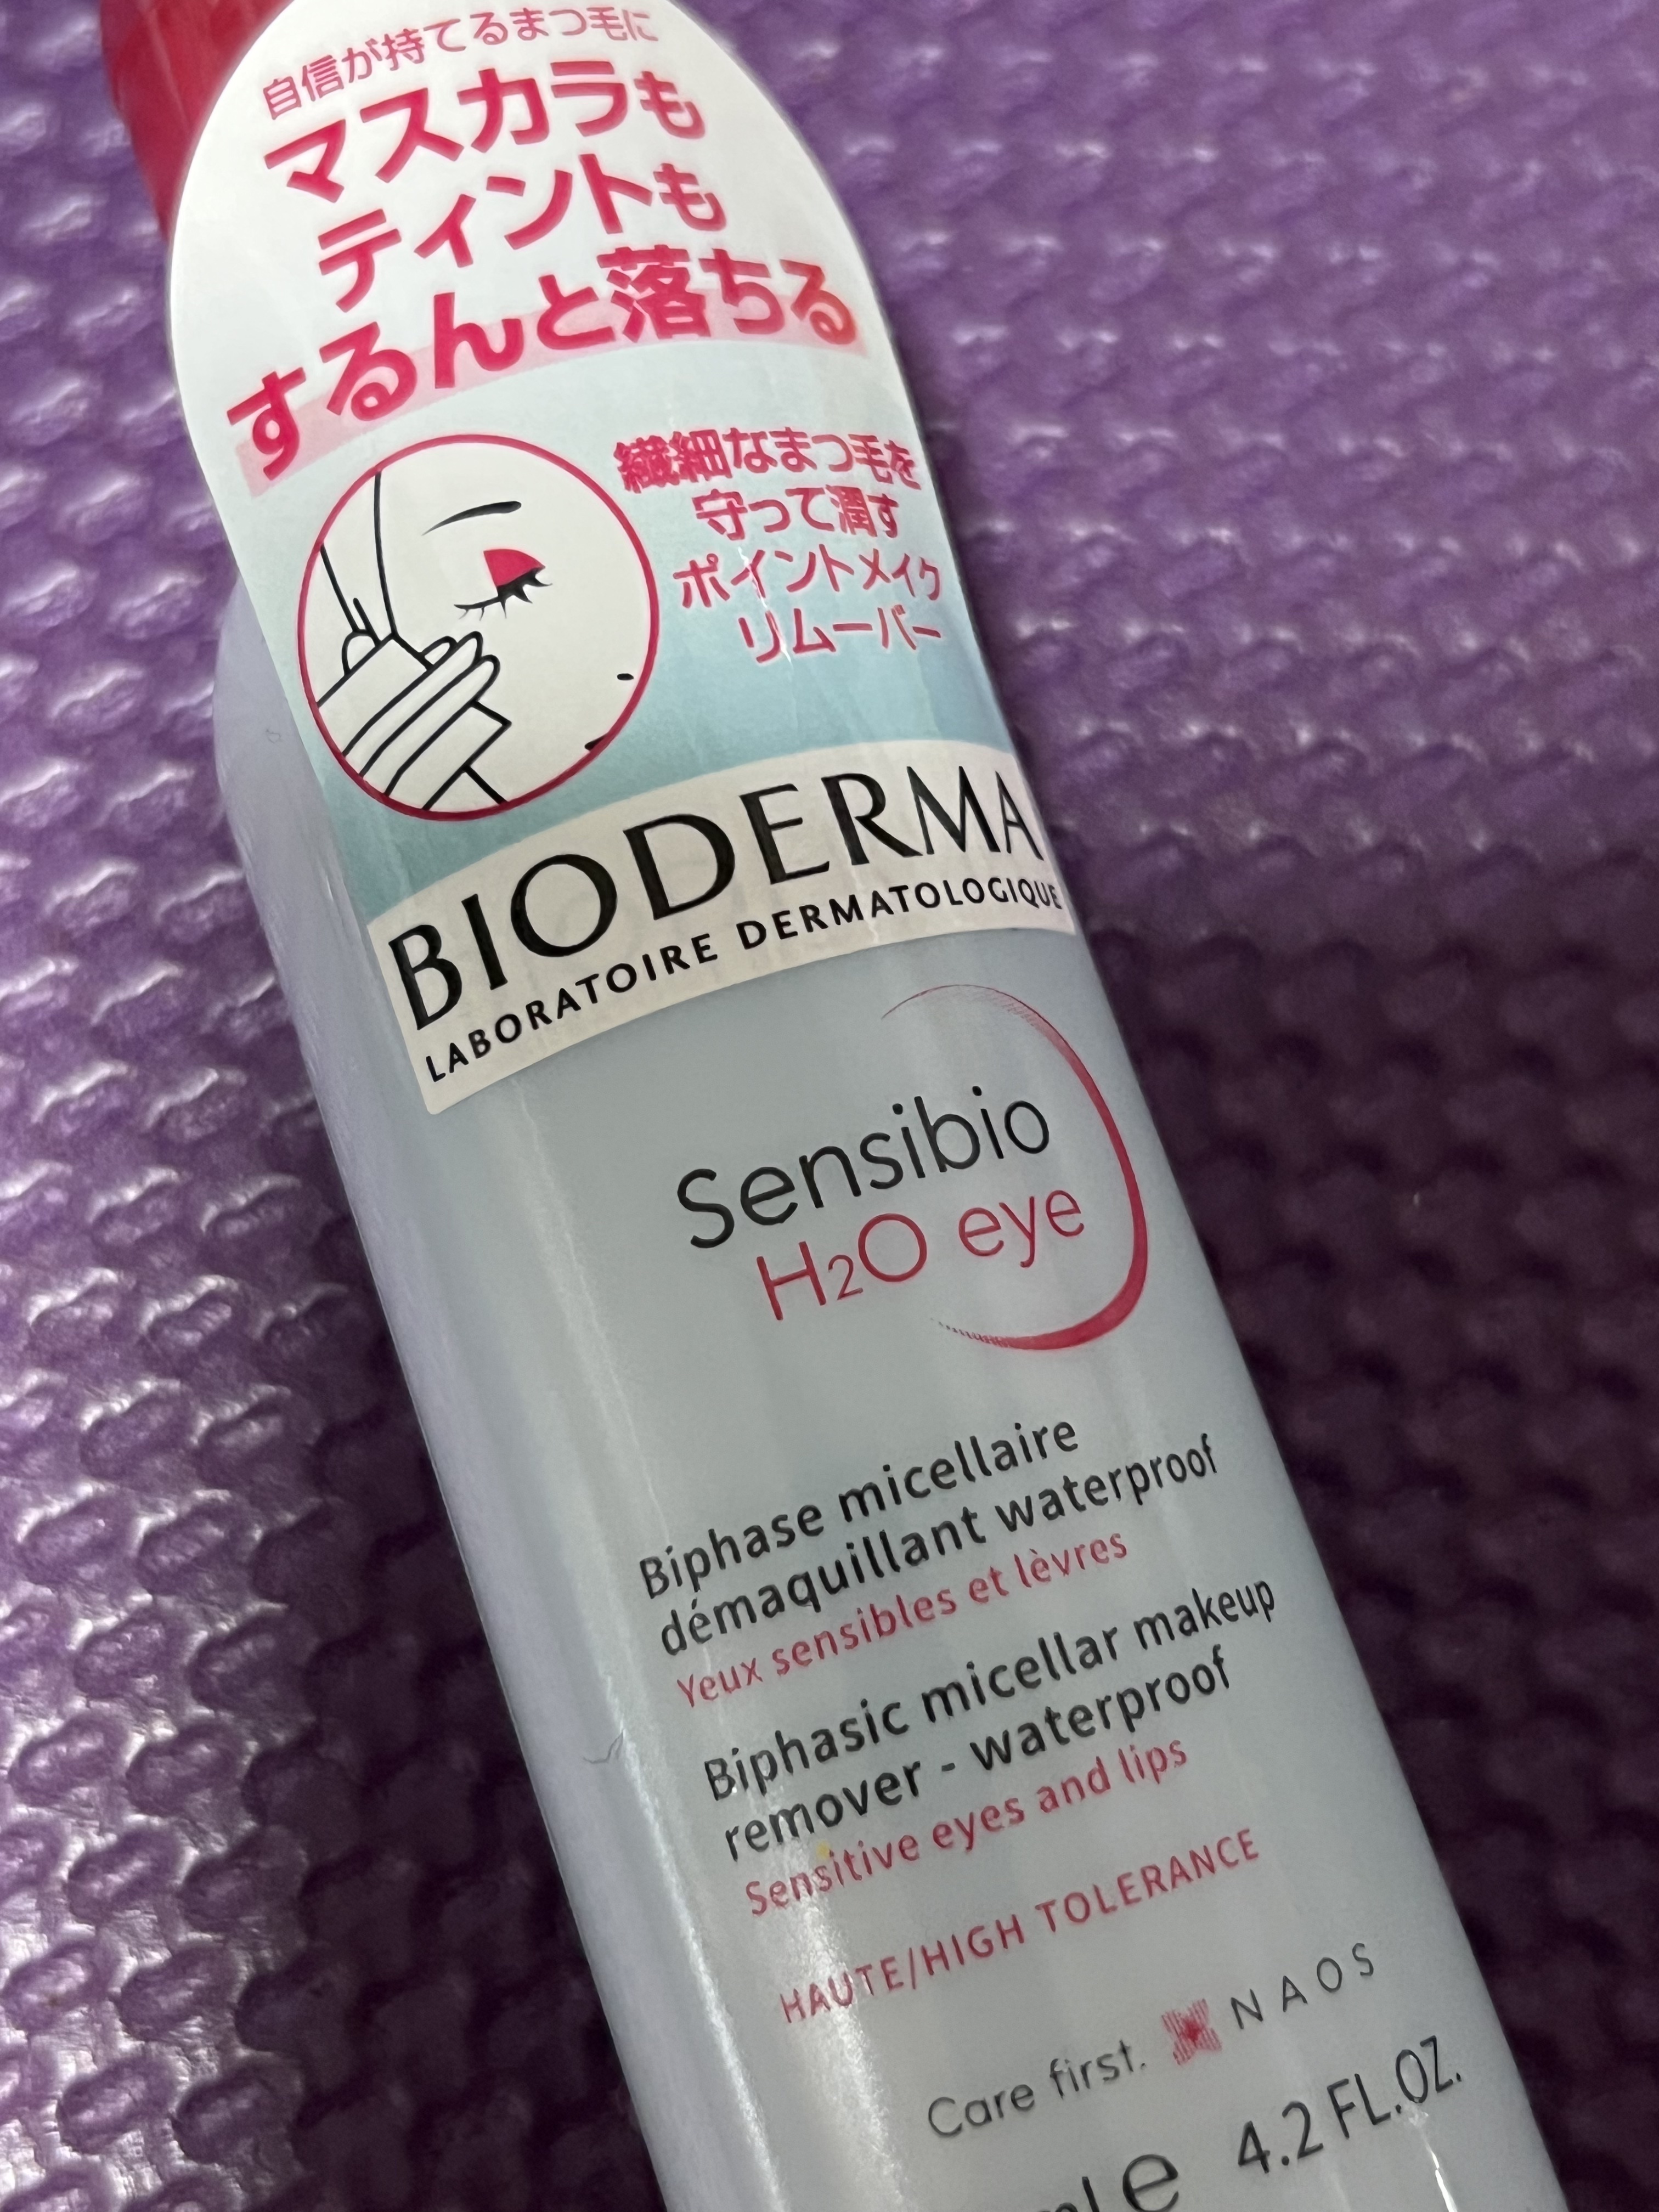 自信が持てるまつ毛に
マスカラも
ティントも
するんと落ちる
繊細なまつ毛を
守って潤す
ポイントメイク
リムーバー
BIODERMA
LABORATOIRE DERMATOLOGIQUE
Sensibio
H₂O eye
Biphase micellaire
démaquillant waterproof
Yeux sensibles et lèvres
Biphasic micellar makeup
remover - waterproof
Sensitive eyes and lips
HAUTE/HIGH TOLERANCE
Care first. NAOS
e 4.2 FL.OZ.